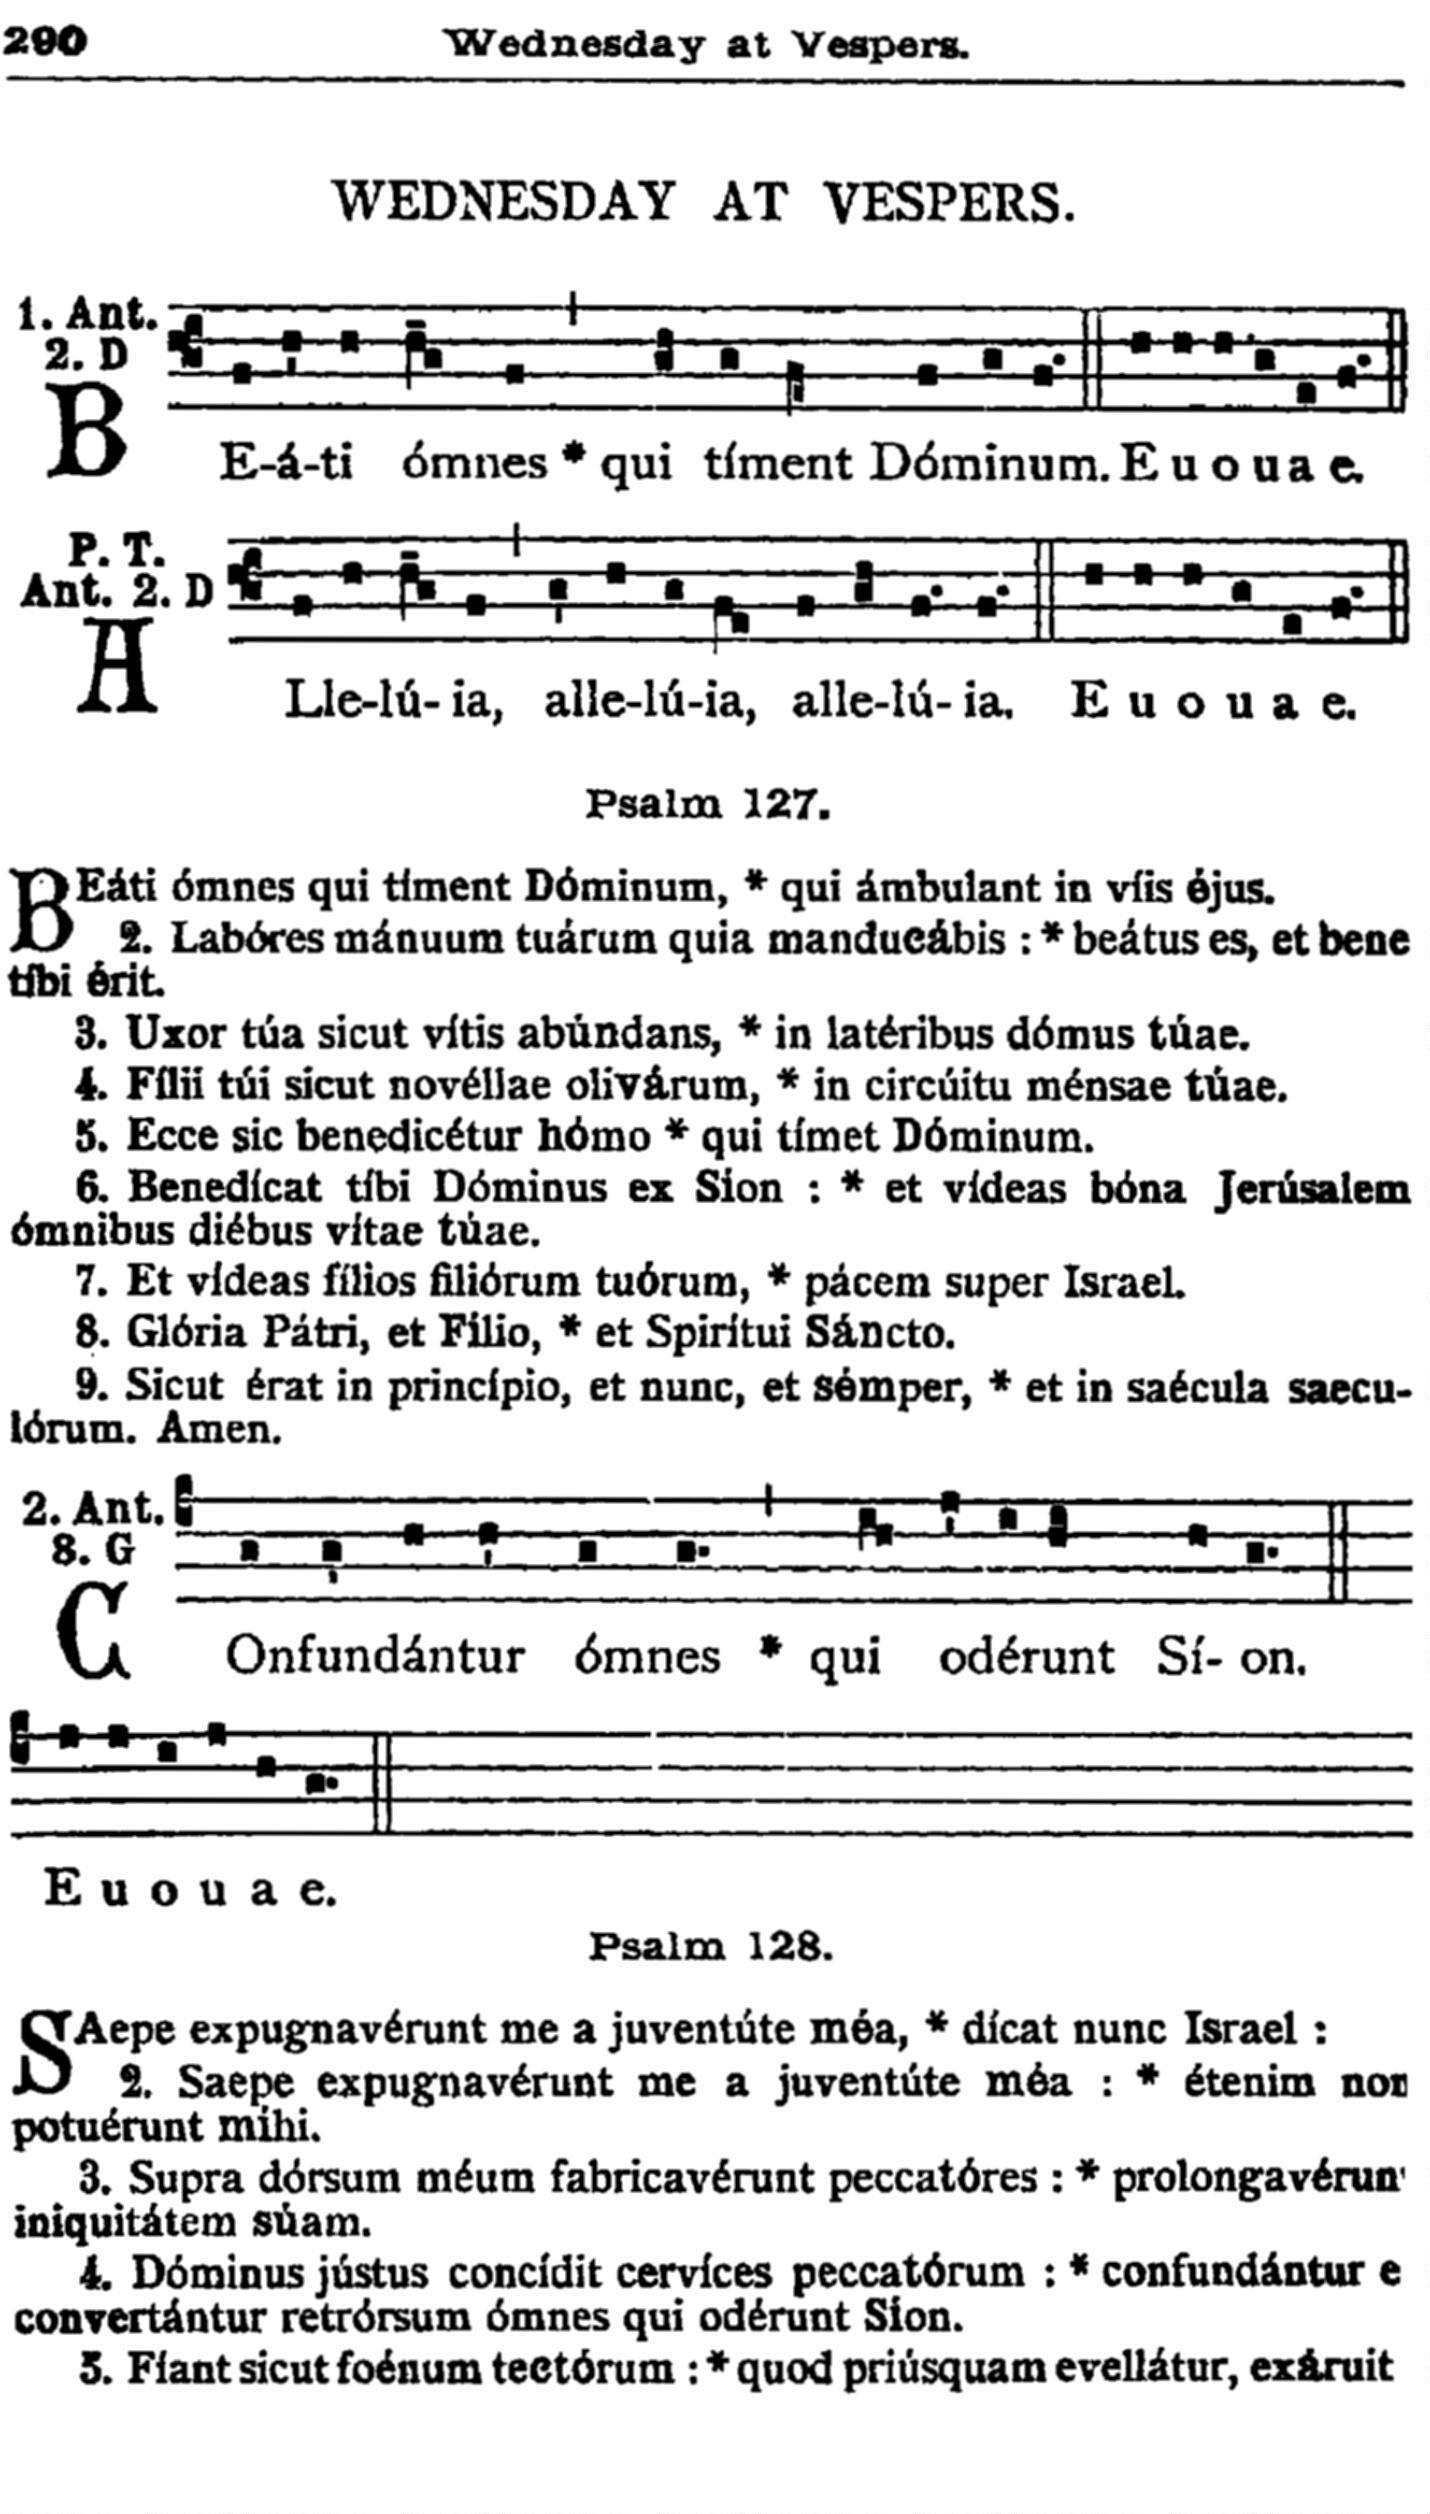 290
Wednesday at Vespers.
WEDNESDAY AT VESPERS.
1. Ant.
2. D
BE-á-ti ómnes * qui tíment Dóminum. E u o u a e.
P. T.
Ant. 2. D
ALle-lú-ia, alle-lú-ia, alle-lú-ia. E u o u a e.
Psalm 127.
BEáti ómnes qui tíment Dóminum, * qui ámbulant in víis éjus.
2. Labóres mánuum tuárum quia manducábis : * beátus es, et bene
tíbi érit.
3. Uxor túa sicut vítis abúndans, * in latéribus dómus túae.
4. Fílii túi sicut novéllae olivárum, * in circúitu ménsae túae.
5. Ecce sic benedicétur hómo * qui tímet Dóminum.
6. Benedícat tíbi Dóminus ex Síon : * et vídeas bóna Jerúsalem
ómnibus diébus vítae túae.
7. Et vídeas fílios filiórum tuórum, * pácem super Israel.
8. Glória Pátri, et Fílio, * et Spirítui Sáncto.
9. Sicut érat in princípio, et nunc, et sémper, * et in saécula saecu-
lórum. Amen.
2. Ant.
8. G
COnfundántur ómnes * qui odérunt Sí- on.
E u o u a e.
Psalm 128.
SAepe expugnavérunt me a juventúte méa, * dícat nunc Israel :
2. Saepe expugnavérunt me a juventúte méa : * étenim non
potuérunt míhi.
3. Supra dórsum méum fabricavérunt peccatóres : * prolongavérun
iniquitátem súam.
4. Dóminus jústus concídit cervíces peccatórum : * confundántur e
convertántur retrórsum ómnes qui odérunt Síon.
5. Fíant sicut foénum tectórum : * quod priúsquam evellátur, exáruit